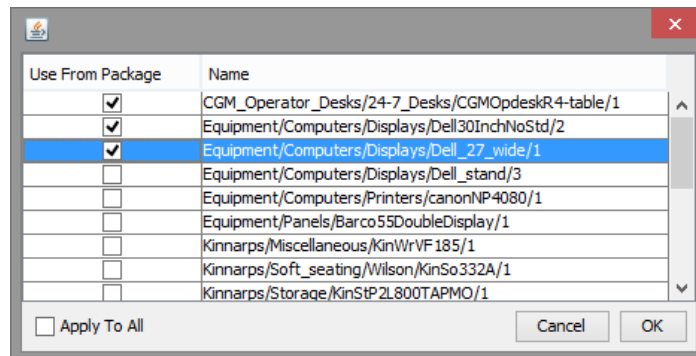 Use From Package Name
CGM_Operator_Desks/24-7_Desks/CGMOpdeskR4-table/1
Equipment/Computers/Displays/Dell30InchNoStd/2
Equipment/Computers/Displays/Dell_27_wide/1
Equipment/Computers/Displays/Dell_stand/3
Equipment/Computers/Printers/canonNP4080/1
Equipment/Panels/Barco55DoubleDisplay/1
Kinnarps/Miscellaneous/KinWrVF185/1
Kinnarps/Soft_seating/Wilson/KinSo332A/1
Kinnarps/Storage/KinStP2L800TAPMO/1
Apply To All Cancel OK